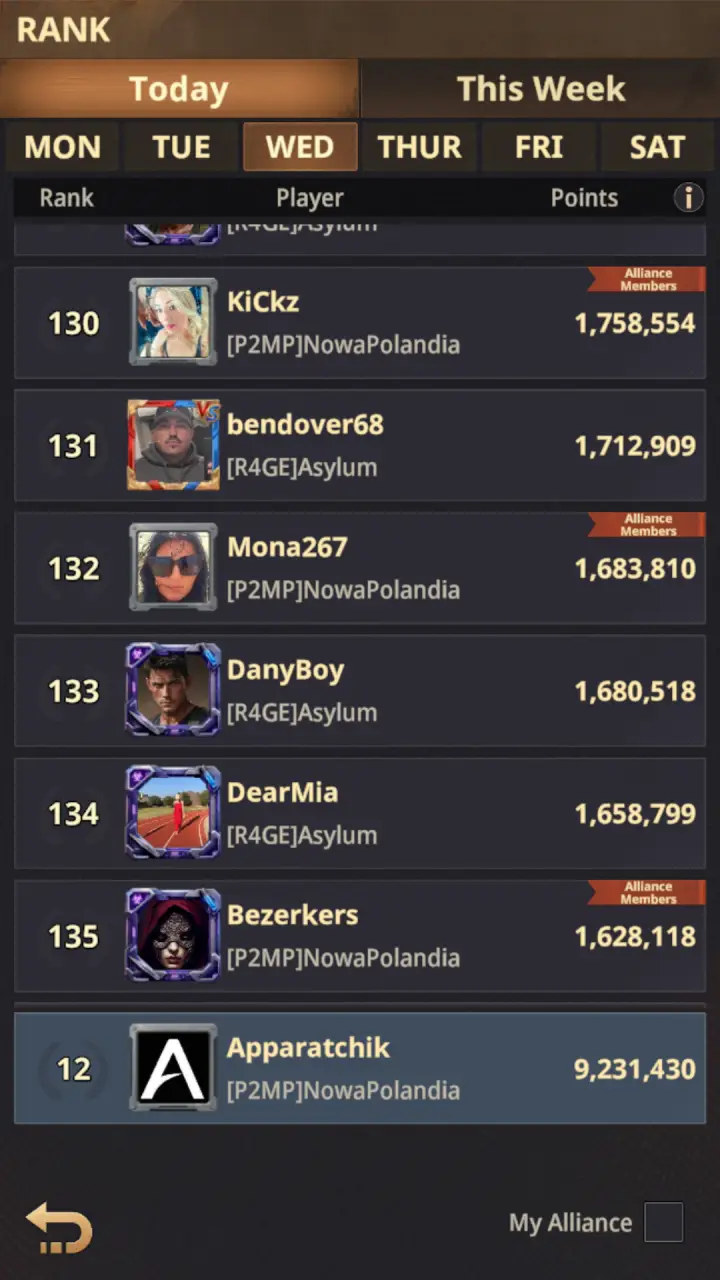 RANK
Today
This Week
MON TUE WED THUR FRI SAT
Rank Player Points i
[R4GE]Asylum
Alliance
Members
130 KiCkz 1,758,554
[P2MP]NowaPolandia
131 bendover68 1,712,909
[R4GE]Asylum
Alliance
Members
132 Mona267 1,683,810
[P2MP]NowaPolandia
133 DanyBoy 1,680,518
[R4GE]Asylum
134 DearMia 1,658,799
[R4GE]Asylum
Alliance
Members
135 Bezerkers 1,628,118
[P2MP]NowaPolandia
12 Apparatchik 9,231,430
[P2MP]NowaPolandia
My Alliance